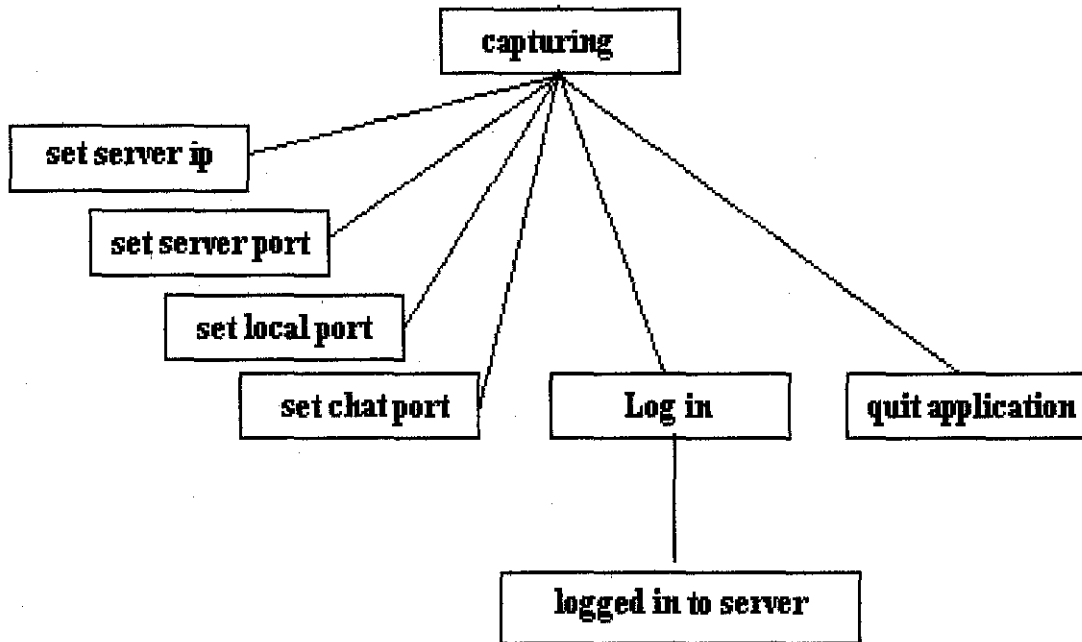 capturing
set server ip
set server port
set local port
set chat port
Log in
quit application
logged in to server